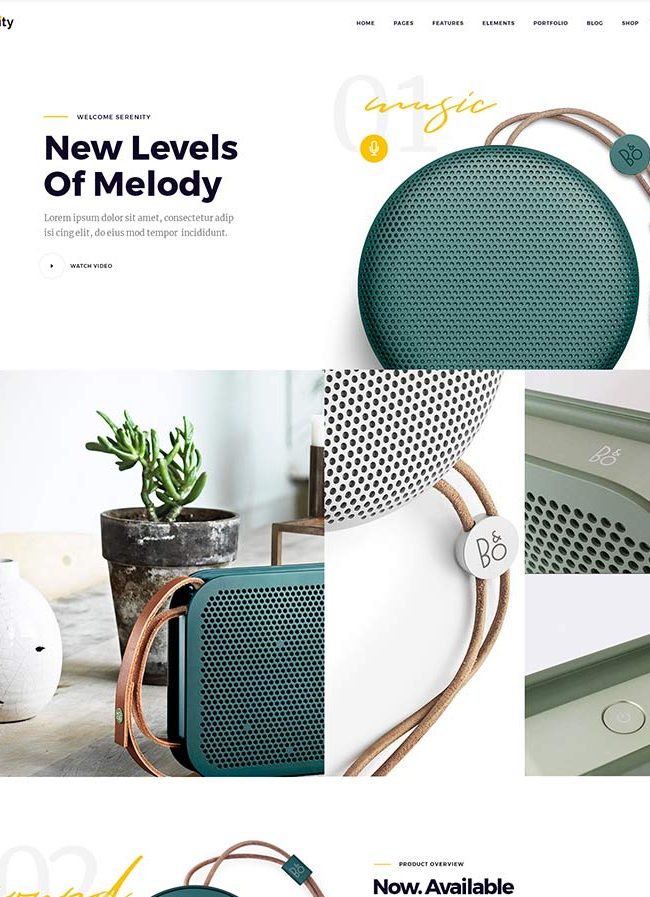 ity
HOME PAGES FEATURES ELEMENTS PORTFOLIO BLOG SHOP
01
music
WELCOME SERENITY
New Levels
Of Melody
Lorem ipsum dolor sit amet, consectetur adip
isi cing elit, do eius mod tempor incididunt.
WATCH VIDEO
B&O
B&O
B&O
02
ound
B&O
PRODUCT OVERVIEW
Now. Available